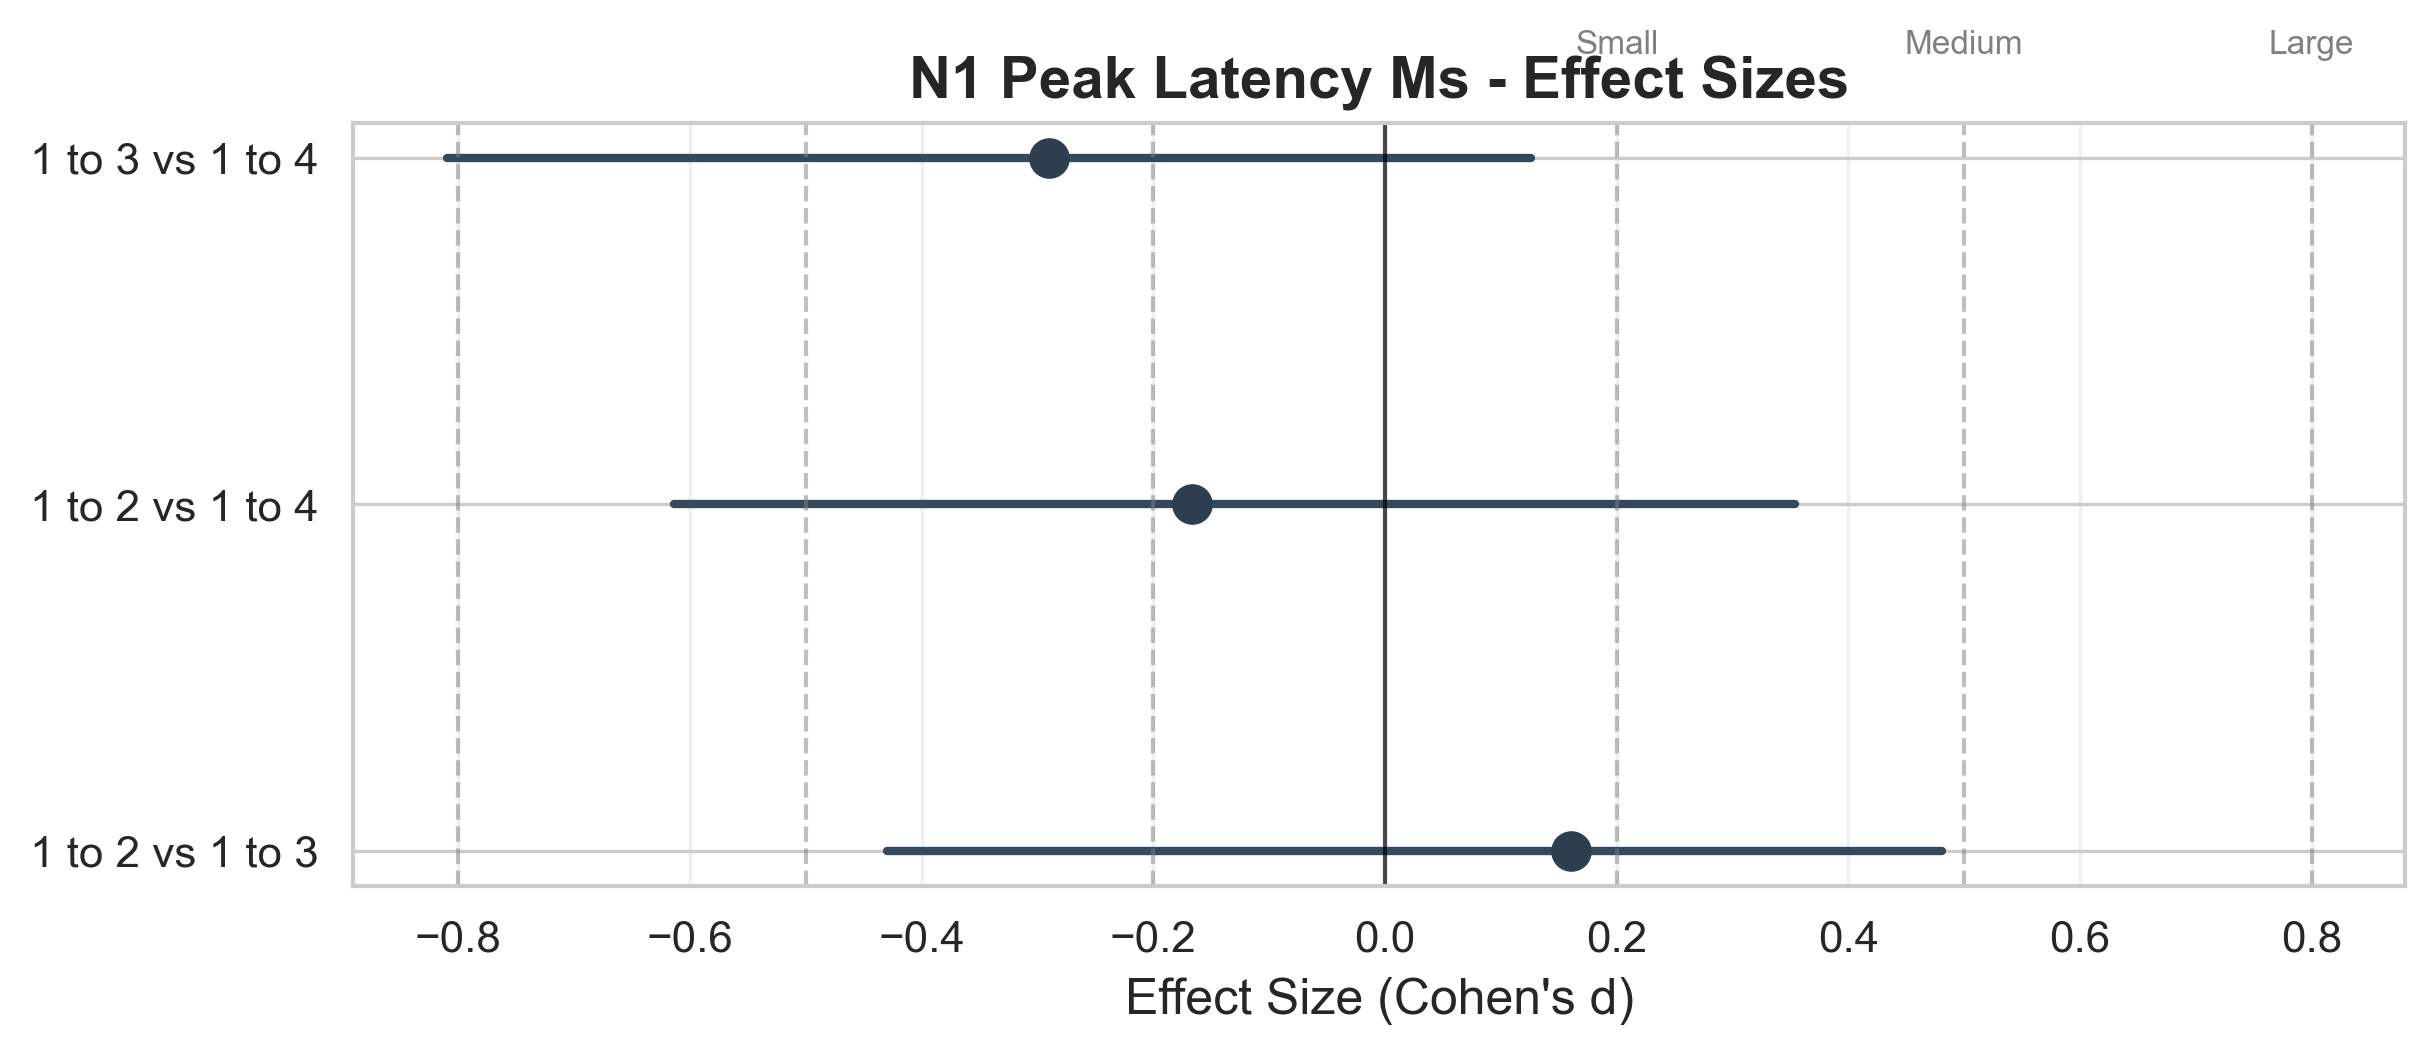 Small Medium Large
N1 Peak Latency Ms - Effect Sizes
1 to 3 vs 1 to 4
1 to 2 vs 1 to 4
1 to 2 vs 1 to 3
−0.8 −0.6 −0.4 −0.2 0.0 0.2 0.4 0.6 0.8
Effect Size (Cohen's d)